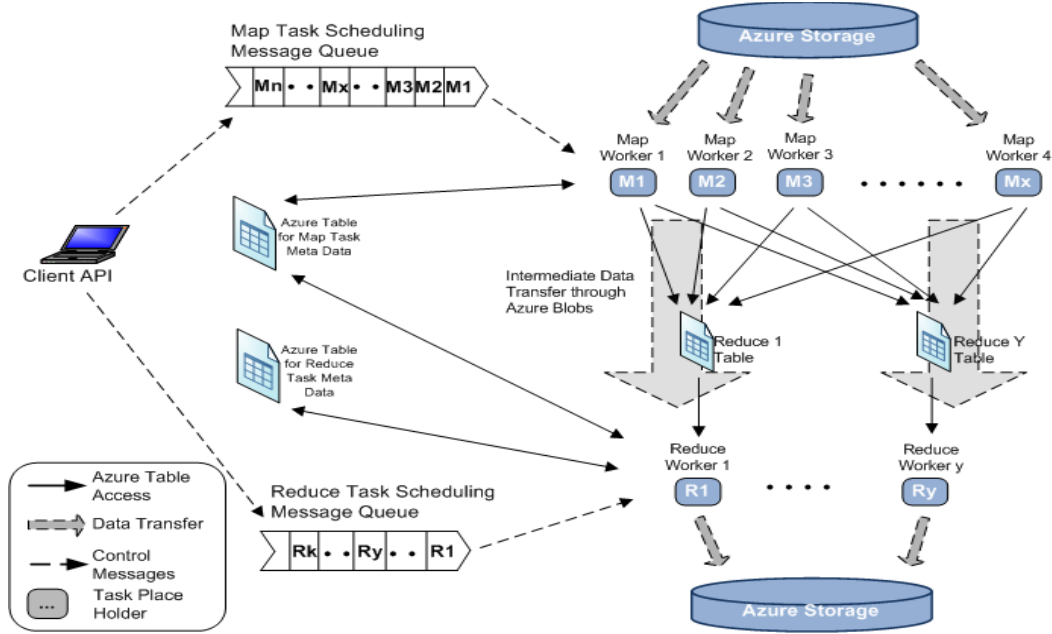 Map Task Scheduling
Message Queue
Mn • • Mx • • M3 M2 M1
Azure Storage
Map
Worker 1
Map
Worker 2
Map
Worker 3
Map
Worker 4
M1
M2
M3
• • • • • •
Mx
Azure Table
for Map Task
Meta Data
Client API
Intermediate Data
Transfer through
Azure Blobs
Reduce 1
Table
Reduce Y
Table
Azure Table
for Reduce
Task Meta
Data
Reduce
Worker 1
Reduce
Worker y
R1
• • • •
Ry
Reduce Task Scheduling
Message Queue
Rk • • Ry • • R1
Azure Storage
Azure Table
Access
Data Transfer
Control
Messages
...
Task Place
Holder